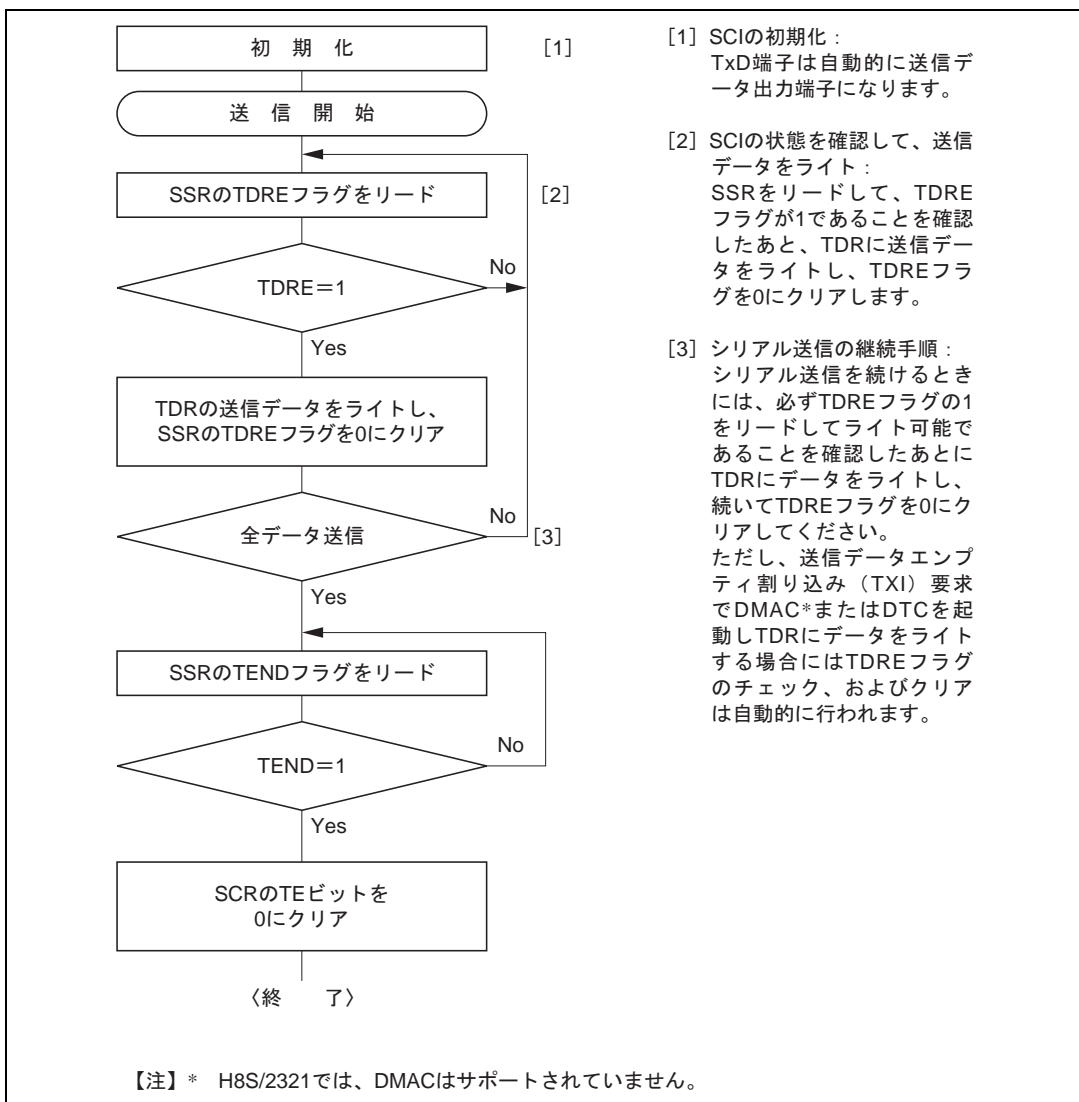 初 期 化 [1]
送 信 開 始
SSRのTDREフラグをリード [2]
TDRE=1
No
Yes
TDRの送信データをライトし、
SSRのTDREフラグを0にクリア
全データ送信
No
[3]
Yes
SSRのTENDフラグをリード
TEND=1
No
Yes
SCRのTEビットを
0にクリア
〈終 了〉
[1] SCIの初期化：
TxD端子は自動的に送信デ
ータ出力端子になります。
[2] SCIの状態を確認して、送信
データをライト：
SSRをリードして、TDRE
フラグが1であることを確認
したあと、TDRに送信デー
タをライトし、TDREフラ
グを0にクリアします。
[3] シリアル送信の継続手順：
シリアル送信を続けるとき
には、必ずTDREフラグの1
をリードしてライト可能で
あることを確認したあとに
TDRにデータをライトし、
続いてTDREフラグを0にク
リアしてください。
ただし、送信データエンプ
ティ割り込み（TXI）要求
でDMAC*またはDTCを起
動しTDRにデータをライト
する場合にはTDREフラグ
のチェック、およびクリア
は自動的に行われます。
【注】* H8S/2321では、DMACはサポートされていません。